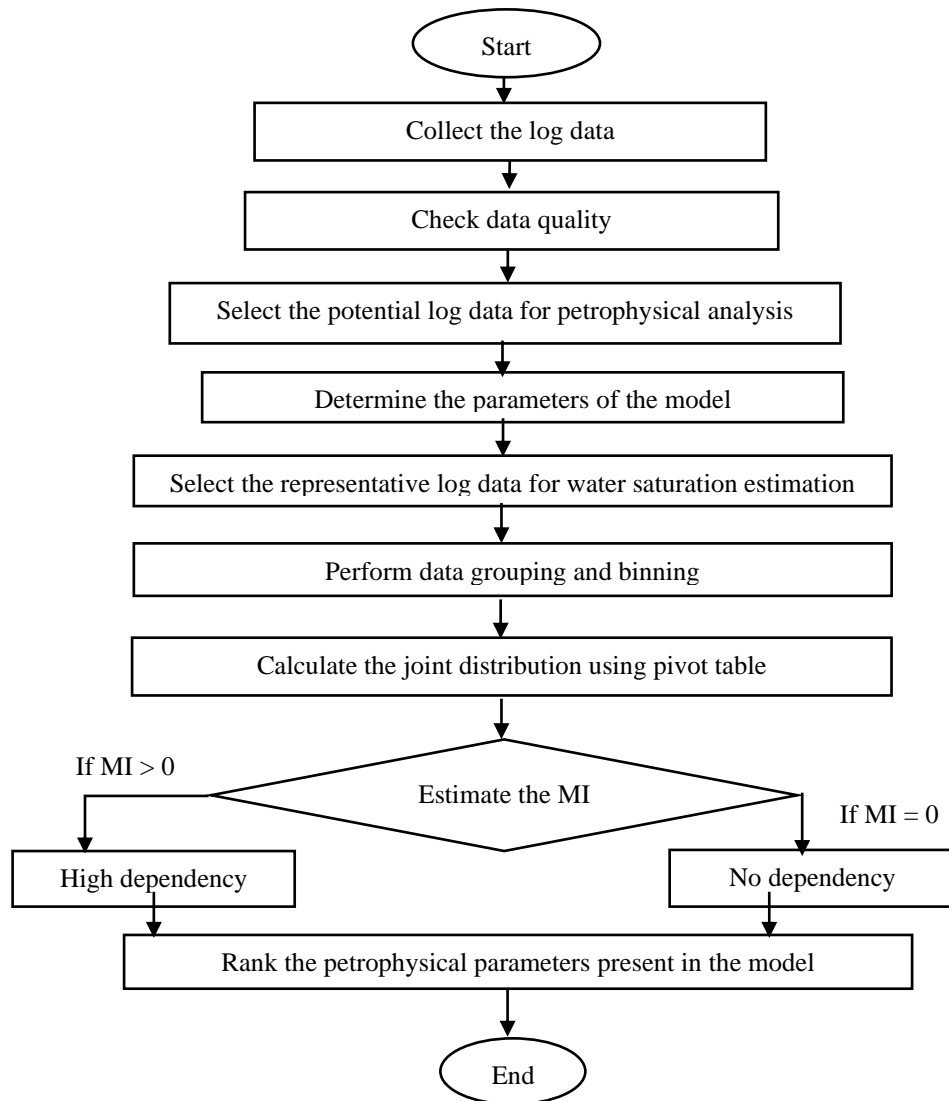 Start
Collect the log data
Check data quality
Select the potential log data for petrophysical analysis
Determine the parameters of the model
Select the representative log data for water saturation estimation
Perform data grouping and binning
Calculate the joint distribution using pivot table
If MI > 0
Estimate the MI
If MI = 0
High dependency
No dependency
Rank the petrophysical parameters present in the model
End